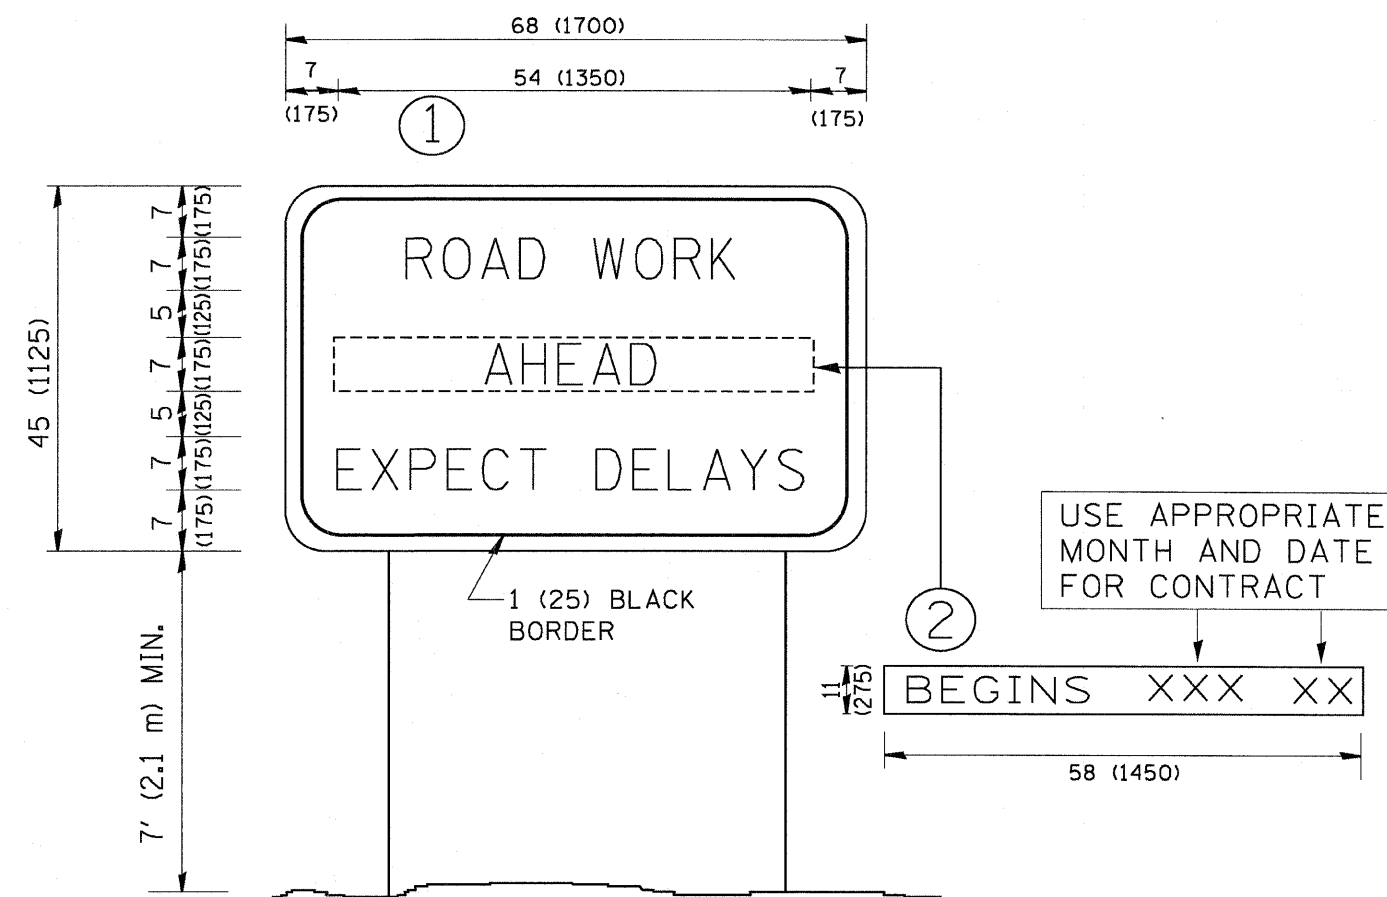 68 (1700)
7 54 (1350) 7
(175) (175)
1
7 (175)
7 (175)
5 (125)
7 (175)
5 (125)
7 (175)
7 (175)
45 (1125)
ROAD WORK
AHEAD
EXPECT DELAYS
1 (25) BLACK
BORDER
7' (2.1 m) MIN.
USE APPROPRIATE
MONTH AND DATE
FOR CONTRACT
2
11
(275)
BEGINS XXX XX
58 (1450)